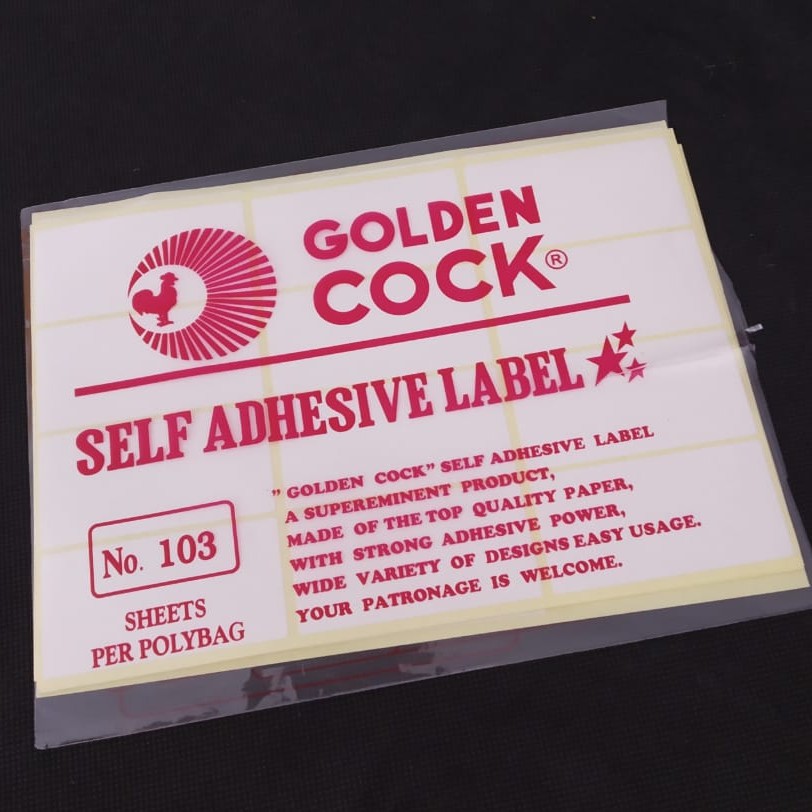 GOLDEN
COCK®
SELF ADHESIVE LABEL
" GOLDEN COCK" SELF ADHESIVE LABEL
A SUPEREMINENT PRODUCT,
MADE OF THE TOP QUALITY PAPER,
WITH STRONG ADHESIVE POWER,
WIDE VARIETY OF DESIGNS EASY USAGE.
YOUR PATRONAGE IS WELCOME.
No. 103
SHEETS
PER POLYBAG